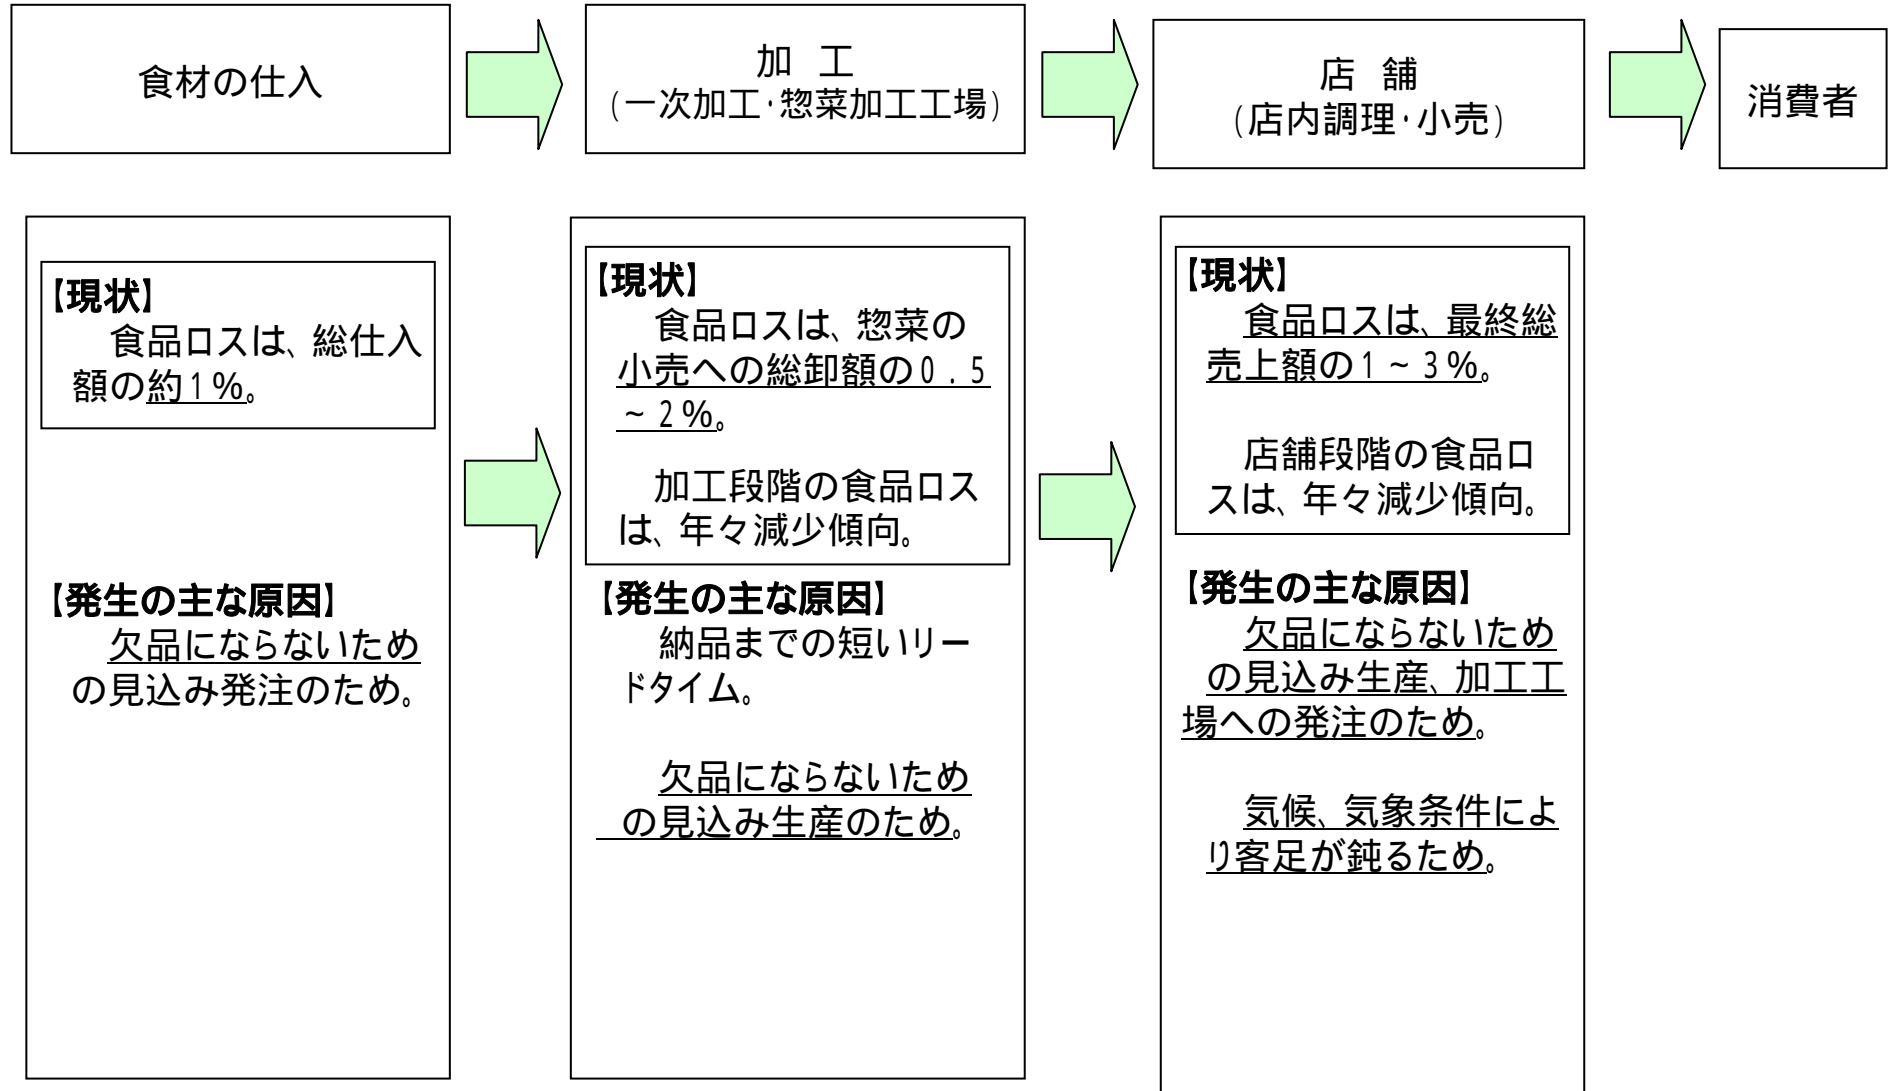 食材の仕入
加　工
(一次加工・惣菜加工工場)
店　舗
(店内調理・小売)
消費者
【現状】
食品ロスは、総仕入
額の約1%。
【発生の主な原因】
欠品にならないため
の見込み発注のため。
【現状】
食品ロスは、惣菜の
小売への総卸額の0.5
~2%。
加工段階の食品ロス
は、年々減少傾向。
【発生の主な原因】
納品までの短いリー
ドタイム。
欠品にならないため
の見込み生産のため。
【現状】
食品ロスは、最終総
売上額の1~3%。
店舗段階の食品ロ
スは、年々減少傾向。
【発生の主な原因】
欠品にならないため
の見込み生産、加工工
場への発注のため。
気候、気象条件によ
り客足が鈍るため。